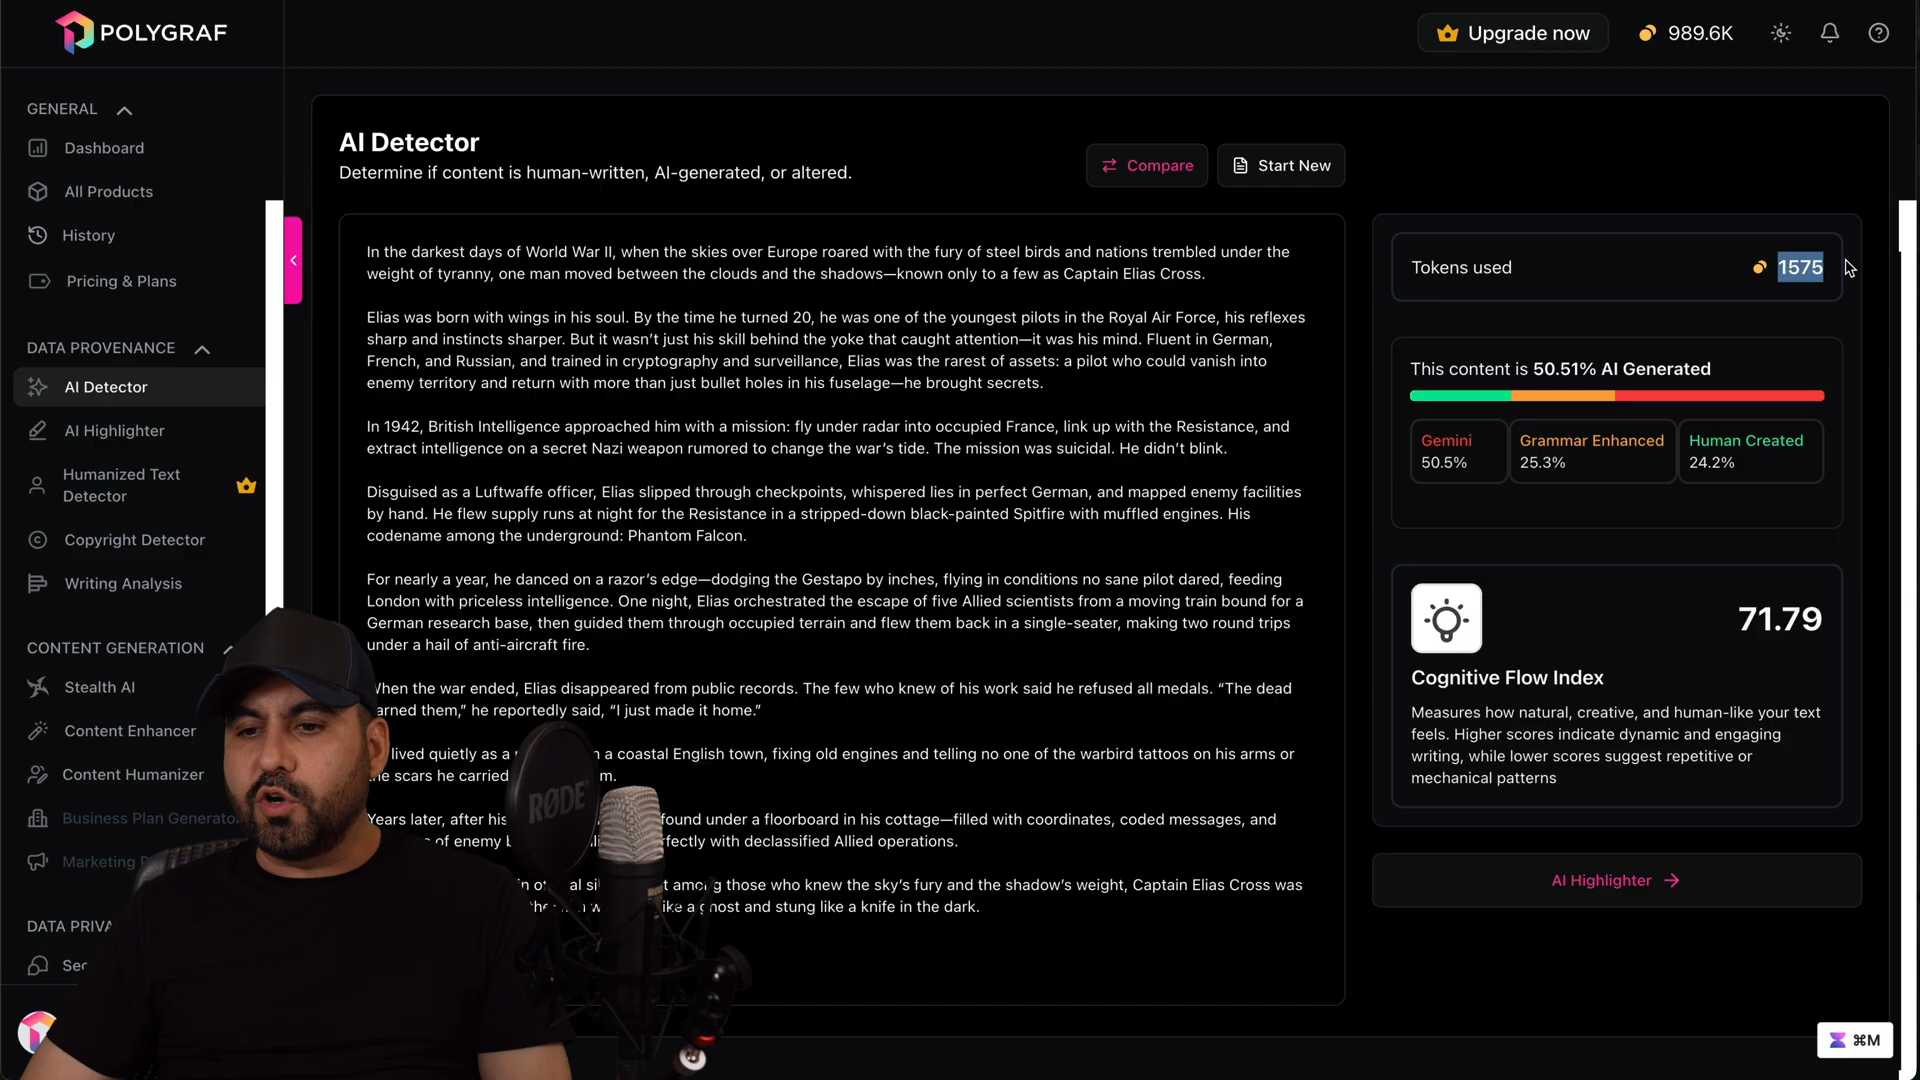 POLYGRAF
Upgrade now
989.6K
GENERAL
Dashboard
All Products
History
Pricing & Plans
DATA PROVENANCE
AI Detector
AI Highlighter
Humanized Text
Detector
Copyright Detector
Writing Analysis
CONTENT GENERATION
Stealth AI
Content Enhancer
Content Humanizer
Business Plan Generator
Marketing
DATA
AI Detector
Determine if content is human-written, AI-generated, or altered.
Compare
Start New
In the darkest days of World War II, when the skies over Europe roared with the fury of steel birds and nations trembled under the
weight of tyranny, one man moved between the clouds and the shadows—known only to a few as Captain Elias Cross.
Elias was born with wings in his soul. By the time he turned 20, he was one of the youngest pilots in the Royal Air Force, his reflexes
sharp and instincts sharper. But it wasn’t just his skill behind the yoke that caught attention—it was his mind. Fluent in German,
French, and Russian, and trained in cryptography and surveillance, Elias was the rarest of assets: a pilot who could vanish into
enemy territory and return with more than just bullet holes in his fuselage—he brought secrets.
In 1942, British Intelligence approached him with a mission: fly under radar into occupied France, link up with the Resistance, and
extract intelligence on a secret Nazi weapon rumored to change the war’s tide. The mission was suicidal. He didn’t blink.
Disguised as a Luftwaffe officer, Elias slipped through checkpoints, whispered lies in perfect German, and mapped enemy facilities
by hand. He flew supply runs at night for the Resistance in a stripped-down black-painted Spitfire with muffled engines. His
codename among the underground: Phantom Falcon.
For nearly a year, he danced on a razor’s edge—dodging the Gestapo by inches, flying in conditions no sane pilot dared, feeding
London with priceless intelligence. One night, Elias orchestrated the escape of five Allied scientists from a moving train bound for a
German research base, then guided them through occupied terrain and flew them back in a single-seater, making two round trips
under a hail of anti-aircraft fire.
When the war ended, Elias disappeared from public records. The few who knew of his work said he refused all medals. “The dead
earned them,” he reportedly said, “I just made it home.”
lived quietly as a a coastal English town, fixing old engines and telling no one of the warbird tattoos on his arms or
the scars he carried
Years later, after his found under a floorboard in his cottage—filled with coordinates, coded messages, and
of enemy with declassified Allied operations.
among those who knew the sky’s fury and the shadow’s weight, Captain Elias Cross was
like a ghost and stung like a knife in the dark.
RØDE
Tokens used
1575
This content is 50.51% AI Generated
Gemini
50.5%
Grammar Enhanced
25.3%
Human Created
24.2%
71.79
Cognitive Flow Index
Measures how natural, creative, and human-like your text
feels. Higher scores indicate dynamic and engaging
writing, while lower scores suggest repetitive or
mechanical patterns
AI Highlighter
⌘M